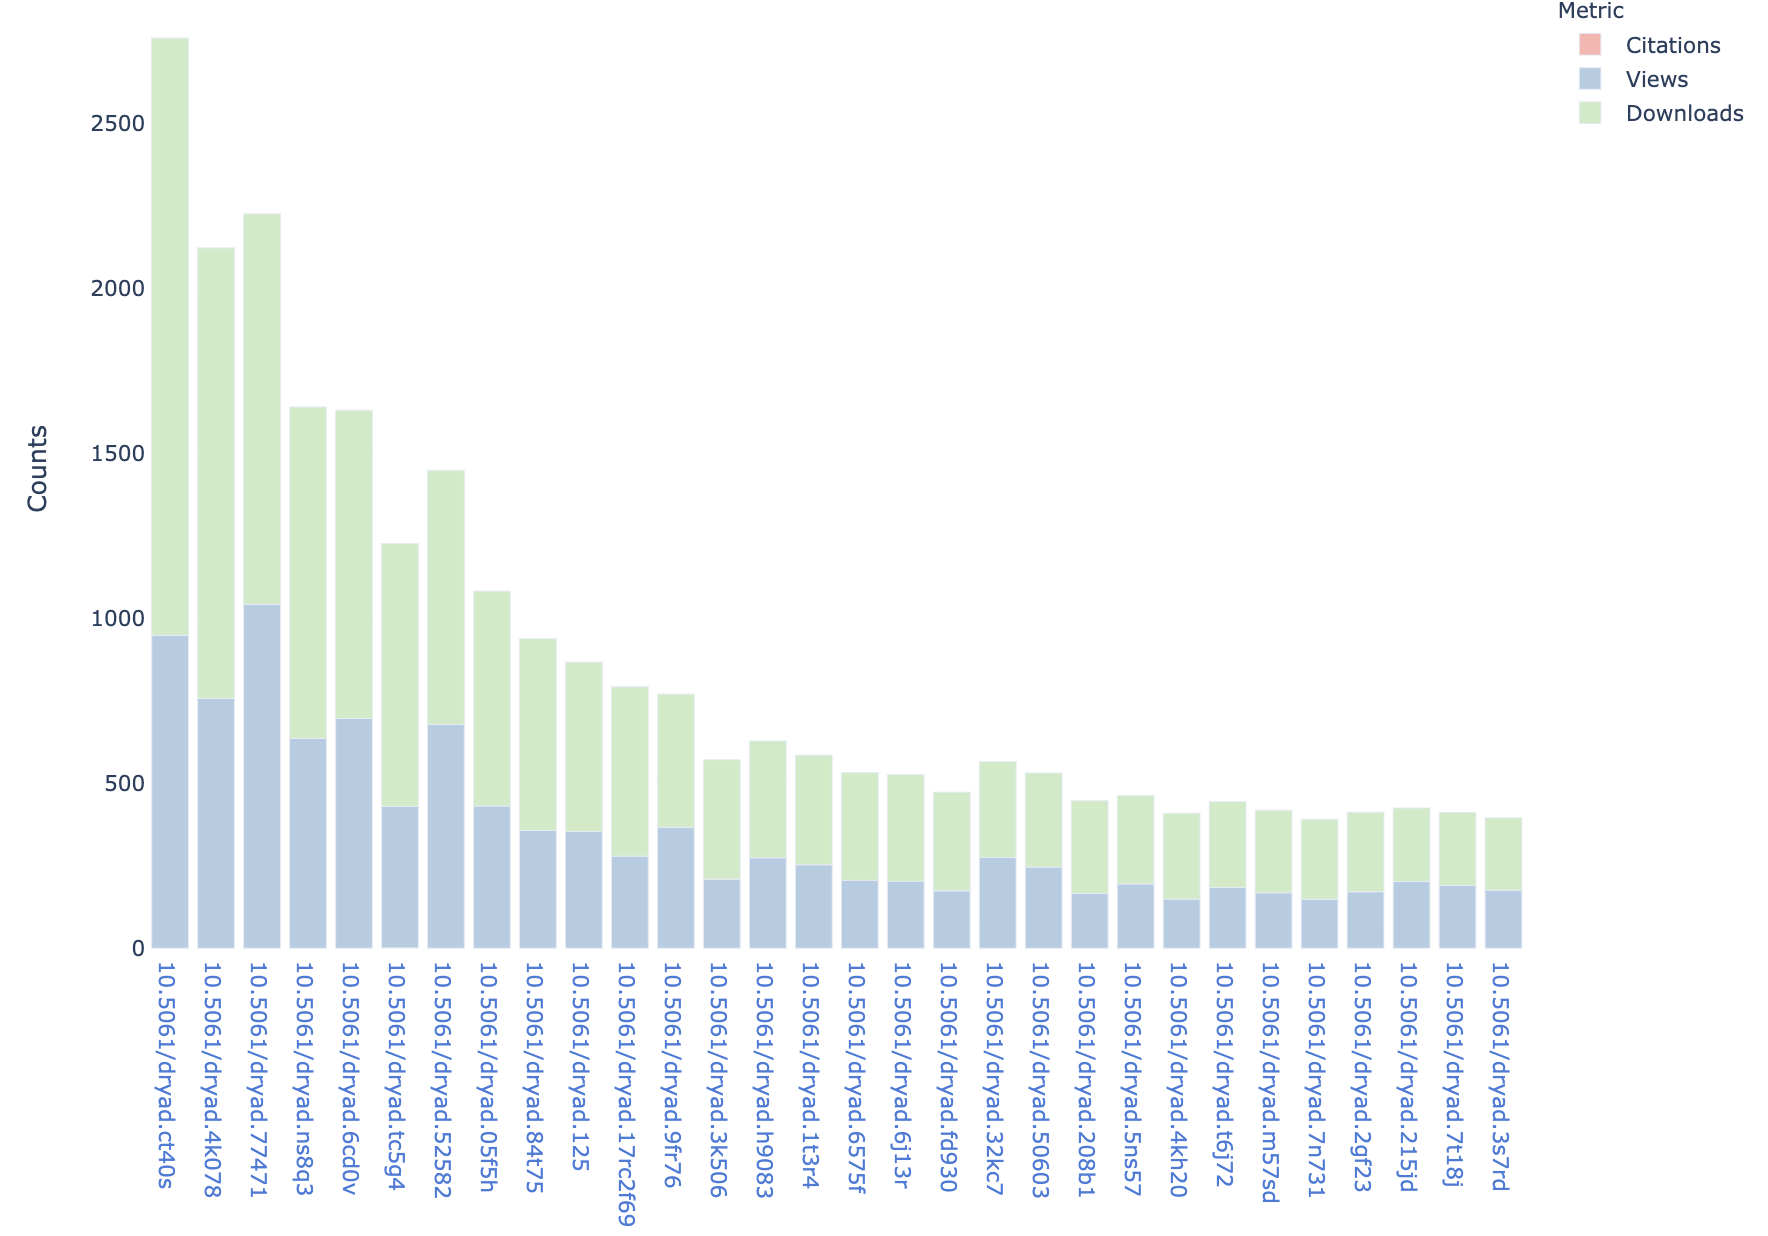 Metric
Citations
Views
Downloads
Counts
2500
2000
1500
1000
500
0
10.5061/dryad.ct40s
10.5061/dryad.4k078
10.5061/dryad.77471
10.5061/dryad.ns8q3
10.5061/dryad.6cd0v
10.5061/dryad.tc5g4
10.5061/dryad.52582
10.5061/dryad.05f5h
10.5061/dryad.84t75
10.5061/dryad.125
10.5061/dryad.17rc2f69
10.5061/dryad.9fr76
10.5061/dryad.3k506
10.5061/dryad.h9083
10.5061/dryad.1t3r4
10.5061/dryad.6575f
10.5061/dryad.6j13r
10.5061/dryad.fd930
10.5061/dryad.32kc7
10.5061/dryad.50603
10.5061/dryad.208b1
10.5061/dryad.5ns57
10.5061/dryad.4kh20
10.5061/dryad.t6j72
10.5061/dryad.m57sd
10.5061/dryad.7n731
10.5061/dryad.2gf23
10.5061/dryad.215jd
10.5061/dryad.7t18j
10.5061/dryad.3s7rd